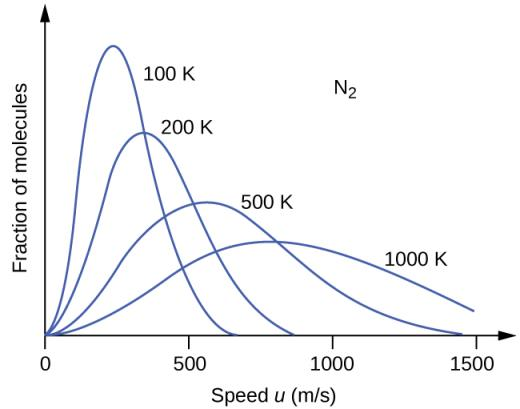 100 K
N₂
200 K
500 K
1000 K
Fraction of molecules
0
500
1000
1500
Speed u (m/s)